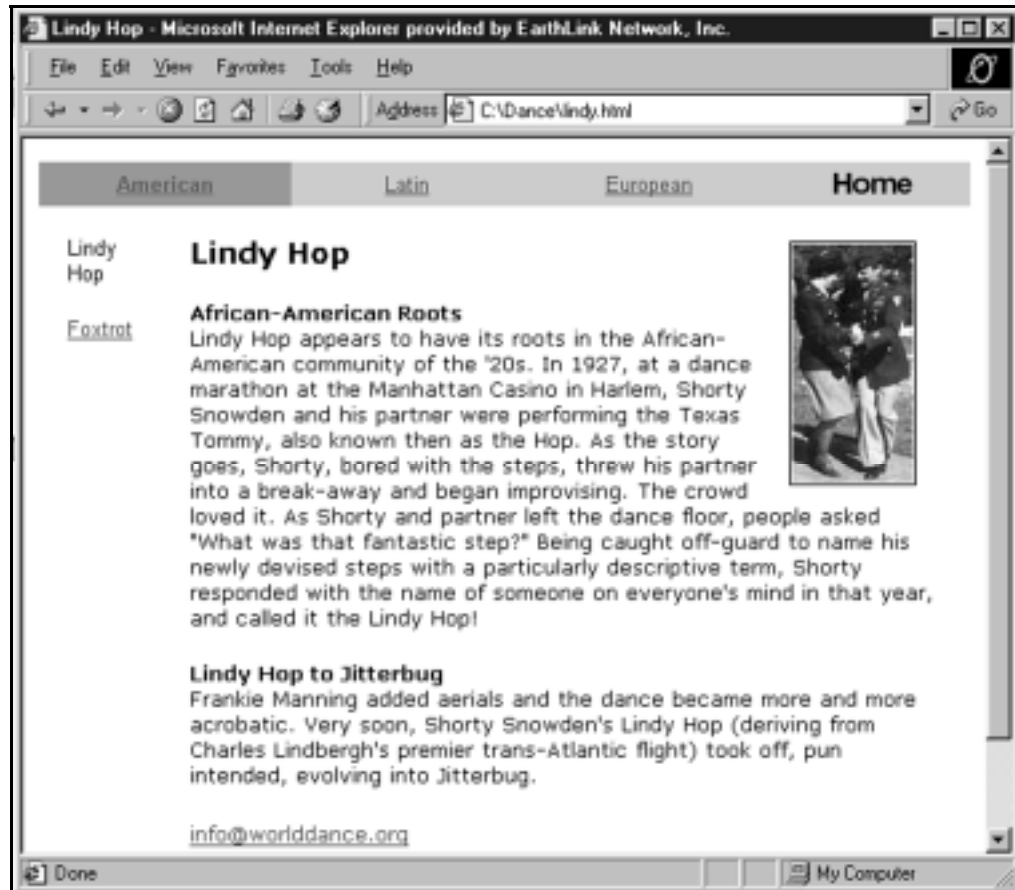 Lindy Hop - Microsoft Internet Explorer provided by EarthLink Network, Inc.
File Edit View Favorites Tools Help
Address C:\Dance\lindy.html Go
American Latin European Home
Lindy
Hop
Foxtrot
Lindy Hop
African-American Roots
Lindy Hop appears to have its roots in the African-
American community of the '20s. In 1927, at a dance
marathon at the Manhattan Casino in Harlem, Shorty
Snowden and his partner were performing the Texas
Tommy, also known then as the Hop. As the story
goes, Shorty, bored with the steps, threw his partner
into a break-away and began improvising. The crowd
loved it. As Shorty and partner left the dance floor, people asked
"What was that fantastic step?" Being caught off-guard to name his
newly devised steps with a particularly descriptive term, Shorty
responded with the name of someone on everyone's mind in that year,
and called it the Lindy Hop!
Lindy Hop to Jitterbug
Frankie Manning added aerials and the dance became more and more
acrobatic. Very soon, Shorty Snowden's Lindy Hop (deriving from
Charles Lindbergh's premier trans-Atlantic flight) took off, pun
intended, evolving into Jitterbug.
info@worlddance.org
Done My Computer